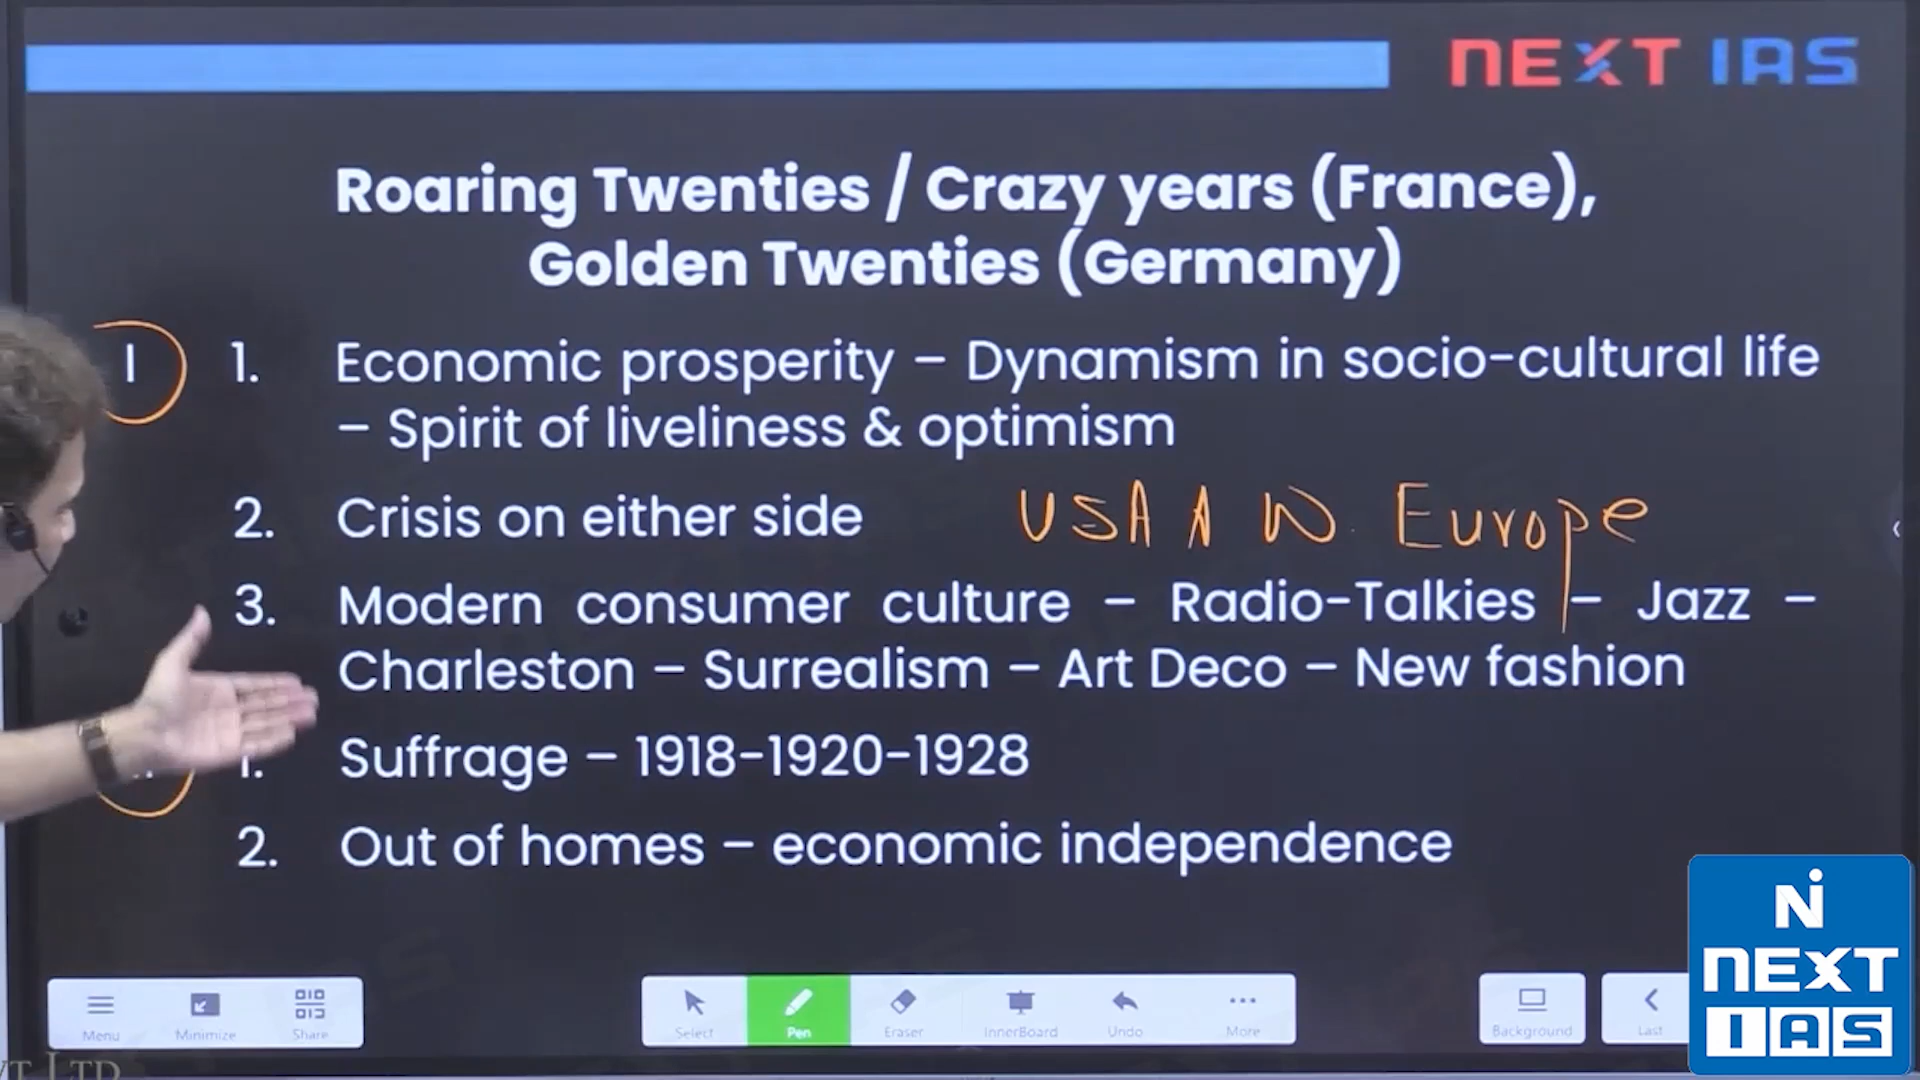 NEXT IAS
Roaring Twenties / Crazy years (France),
Golden Twenties (Germany)
I 1. Economic prosperity – Dynamism in socio-cultural life
– Spirit of liveliness & optimism
2. Crisis on either side USA W. Europe
3. Modern consumer culture – Radio-Talkies – Jazz –
Charleston – Surrealism – Art Deco – New fashion
1. Suffrage – 1918-1920-1928
2. Out of homes – economic independence
Menu Minimize Share Select Pen Eraser InnerBoard Undo More Background Last
N
NEXT
IAS
LTD